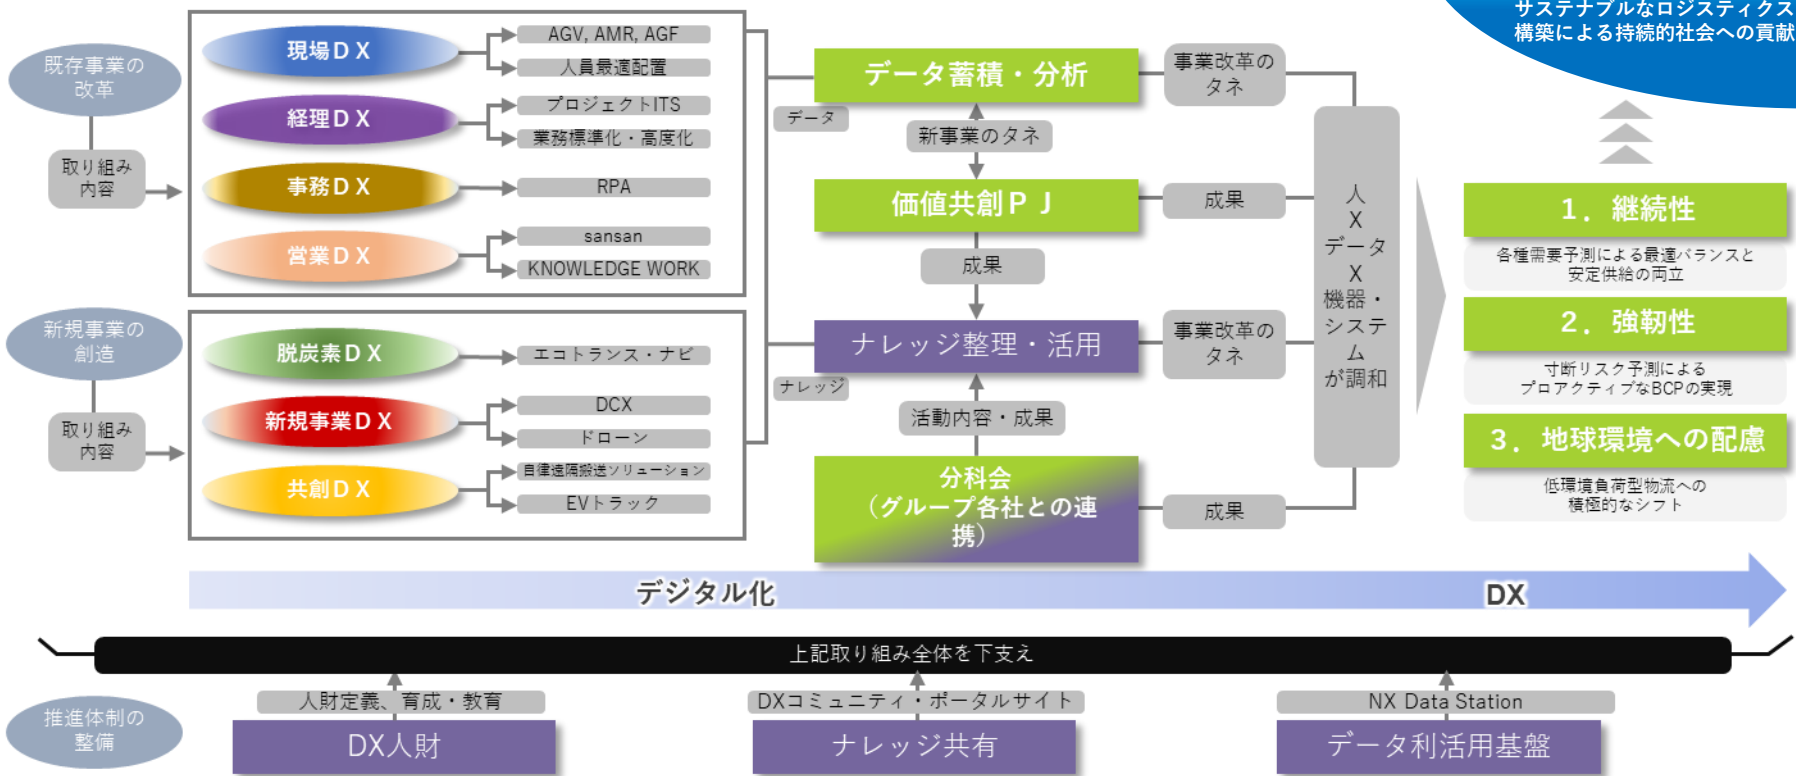 サステナブルなロジスティクス
構築による持続的社会への貢献
既存事業の
改革
取り組み
内容
現場DX
AGV, AMR, AGF
人員最適配置
経理DX
プロジェクトITS
業務標準化・高度化
事務DX
RPA
営業DX
sansan
KNOWLEDGE WORK
新規事業の
創造
取り組み
内容
脱炭素DX
エコトランス・ナビ
新規事業DX
DCX
ドローン
共創DX
自律遠隔搬送ソリューション
EVトラック
データ
ナレッジ
データ蓄積・分析
新事業のタネ
価値共創PJ
成果
ナレッジ整理・活用
活動内容・成果
分科会
(グループ各社との連
携)
事業改革の
タネ
成果
事業改革の
タネ
成果
人
X
データ
X
機器・
システ
ム
が調和
1. 継続性
各種需要予測による最適バランスと
安定供給の両立
2. 強靭性
寸断リスク予測による
プロアクティブなBCPの実現
3. 地球環境への配慮
低環境負荷型物流への
積極的なシフト
デジタル化
DX
上記取り組み全体を下支え
推進体制の
整備
人財定義、育成・教育
DX人財
DXコミュニティ・ポータルサイト
ナレッジ共有
NX Data Station
データ利活用基盤